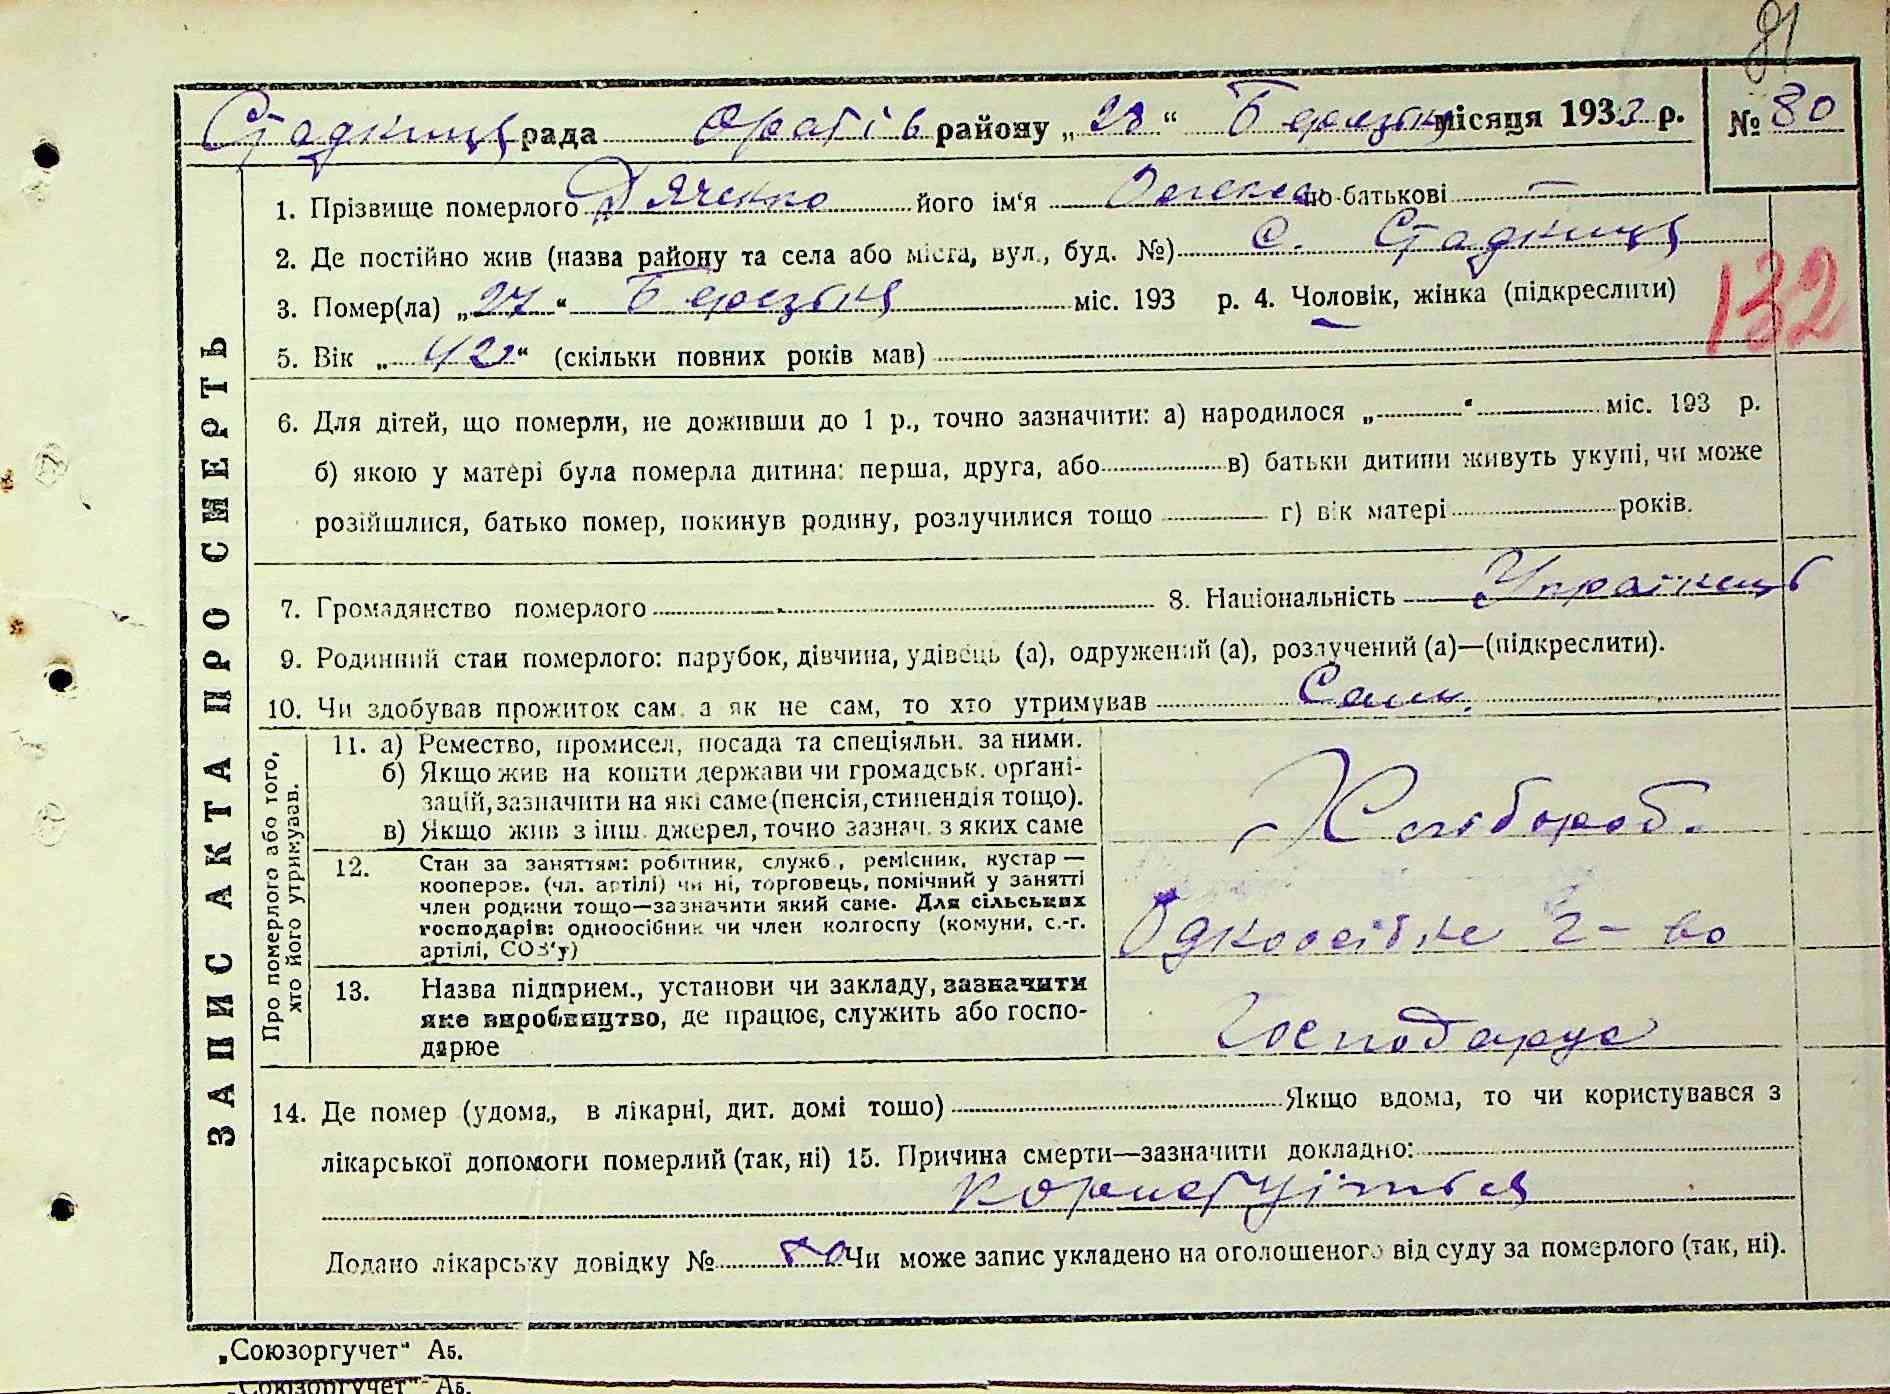 81
Стадниця рада Оратів району „28“ Березня місяця 1933 р. № 80
1. Прізвище померлого Дяченко його ім‘я по-батькові —
2. Де постійно жив (назва району та села або міста, вул., буд. №) с. Стадниця
3. Помер(ла) „27“ Березня міс. 193 р. 4. Чоловік, жінка (підкреслити)
132
5. Вік „42“ (скільки повних років мав)
6. Для дітей, що померли, не доживши до 1 р., точно зазначити: а) народилося „ “ міс. 193 р.
б) якою у матері була померла дитина: перша, друга, або в) батьки дитини живуть укупі, чи може
розійшлися, батько помер, покинув родину, розлучилися тощо г) вік матері років.
7. Громадянство померлого 8. Національність Українець
9. Родинний стан померлого: парубок, дівчина, удівець (а), одружений (а), розлучений (а)—(підкреслити).
10. Чи здобував прожиток сам а як не сам, то хто утримував Сам.
ЗАПИС АКТА ПРО СМЕРТЬ
Про померлого або того, хто його утримував.
11. а) Ремество, промисел, посада та спеціяльн. за ними.
б) Якщо жив на кошти держави чи громадськ. орґані-
зацій, зазначити на які саме (пенсія, стипендія тощо).
в) Якщо жив з інш. джерел, точно зазнач. з яких саме
Хлібороб.
12. Стан за заняттям: робітник, служб., ремісник, кустар —
кооперов. (чл. артілі) чи ні, торговець, помічний у занятті
член родини тощо—зазначити який саме. Для сільських
господарів: одноосібник чи член колгоспу (комуни, с.-г.
артілі, СОЗ‘у)
Одноосібне г-во
13. Назва підприєм., установи чи закладу, зазначити
яке виробництво, де працює, служить або госпо-
дарює
Господарує
14. Де помер (удома, в лікарні, дит. домі тощо) Якщо вдома, то чи користувався з
лікарської допомоги померлий (так, ні) 15. Причина смерти—зазначити докладно:
Додано лікарську довідку № 80 Чи може запис укладено на оголошеного від суду за померлого (так, ні).
„Союзоргучет“ А5.
„Союзоргучет“ А5.